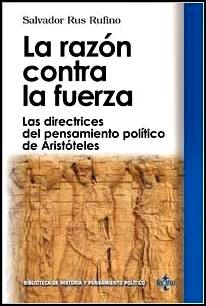 Salvador Rus Rufino
La razón
contra
la fuerza
Las directrices
del pensamiento político
de Aristóteles
BIBLIOTECA DE HISTORIA Y PENSAMIENTO POLÍTICO